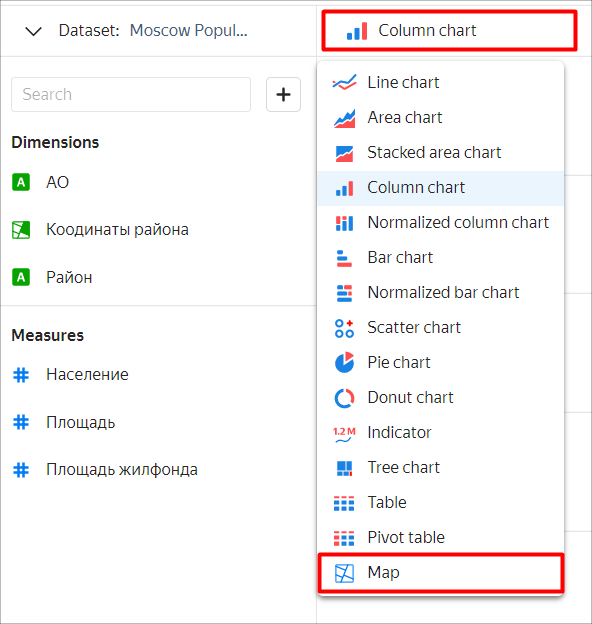 Dataset: Moscow Popul...
Search
+
Dimensions
A АО
Коодинаты района
A Район
Measures
# Население
# Площадь
# Площадь жилфонда
Column chart
Line chart
Area chart
Stacked area chart
Column chart
Normalized column chart
Bar chart
Normalized bar chart
Scatter chart
Pie chart
Donut chart
1.2 M Indicator
Tree chart
Table
Pivot table
Map